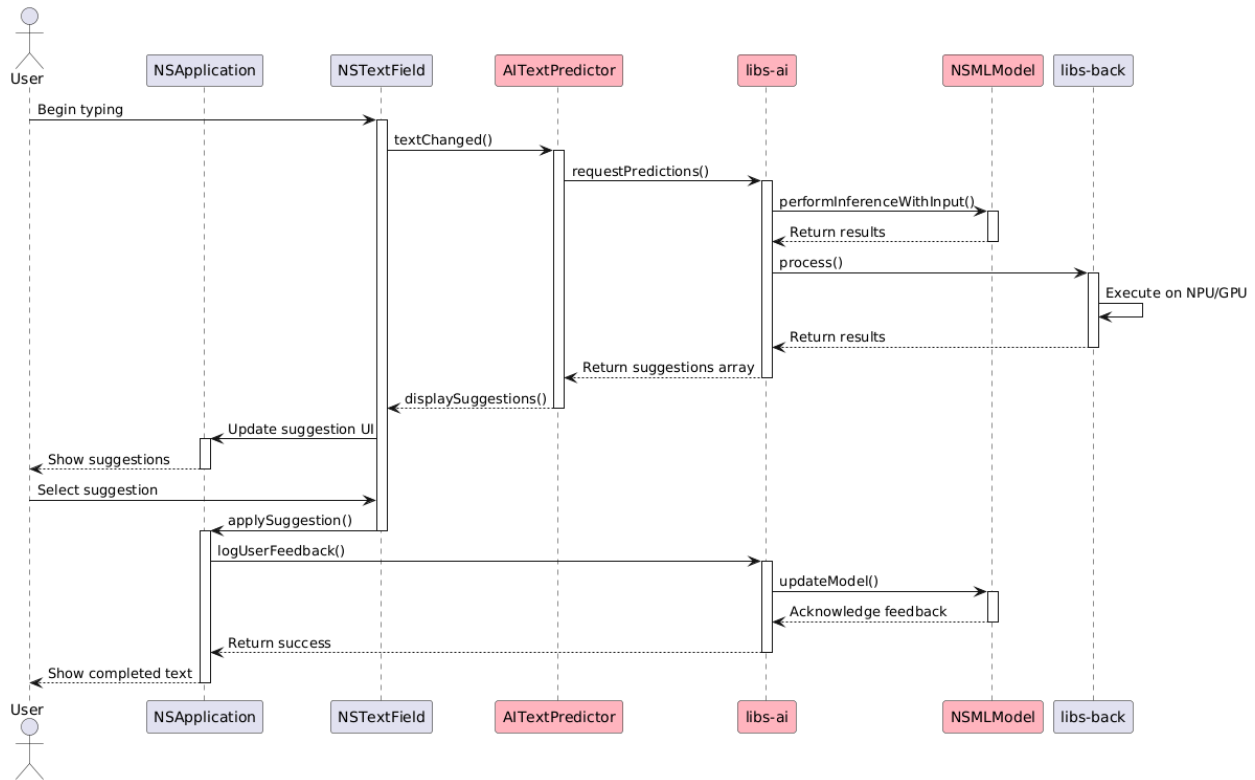 User
NSApplication
NSTextField
AITextPredictor
libs-ai
NSMLModel
libs-back
Begin typing
textChanged()
requestPredictions()
performInferenceWithInput()
Return results
process()
Execute on NPU/GPU
Return results
Return suggestions array
displaySuggestions()
Update suggestion UI
Show suggestions
Select suggestion
applySuggestion()
logUserFeedback()
updateModel()
Acknowledge feedback
Return success
Show completed text
User
NSApplication
NSTextField
AITextPredictor
libs-ai
NSMLModel
libs-back